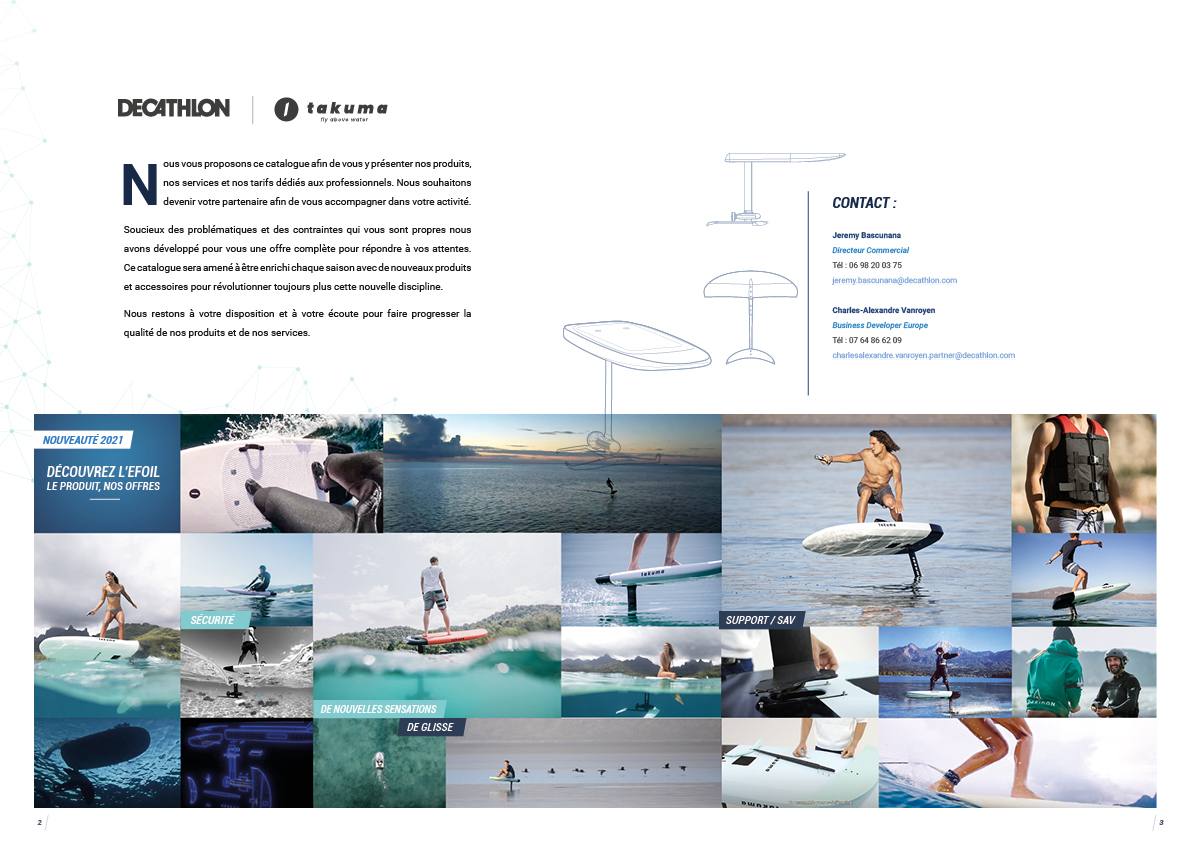 DECATHLON
takuma
fly above water
Nous vous proposons ce catalogue afin de vous y présenter nos produits,
nos services et nos tarifs dédiés aux professionnels. Nous souhaitons
devenir votre partenaire afin de vous accompagner dans votre activité.
Soucieux des problématiques et des contraintes qui vous sont propres nous
avons développé pour vous une offre complète pour répondre à vos attentes.
Ce catalogue sera amené à être enrichi chaque saison avec de nouveaux produits
et accessoires pour révolutionner toujours plus cette nouvelle discipline.
Nous restons à votre disposition et à votre écoute pour faire progresser la
qualité de nos produits et de nos services.
CONTACT :
Jeremy Bascunana
Directeur Commercial
Tél : 06 98 20 03 75
jeremy.bascunana@decathlon.com
Charles-Alexandre Vanroyen
Business Developer Europe
Tél : 07 64 86 62 09
charlesalexandre.vanroyen.partner@decathlon.com
NOUVEAUTÉ 2021
DÉCOUVREZ L'EFOIL
LE PRODUIT, NOS OFFRES
takuma
takuma
takuma
SÉCURITÉ
SUPPORT / SAV
DE NOUVELLES SENSATIONS
DE GLISSE
2
3